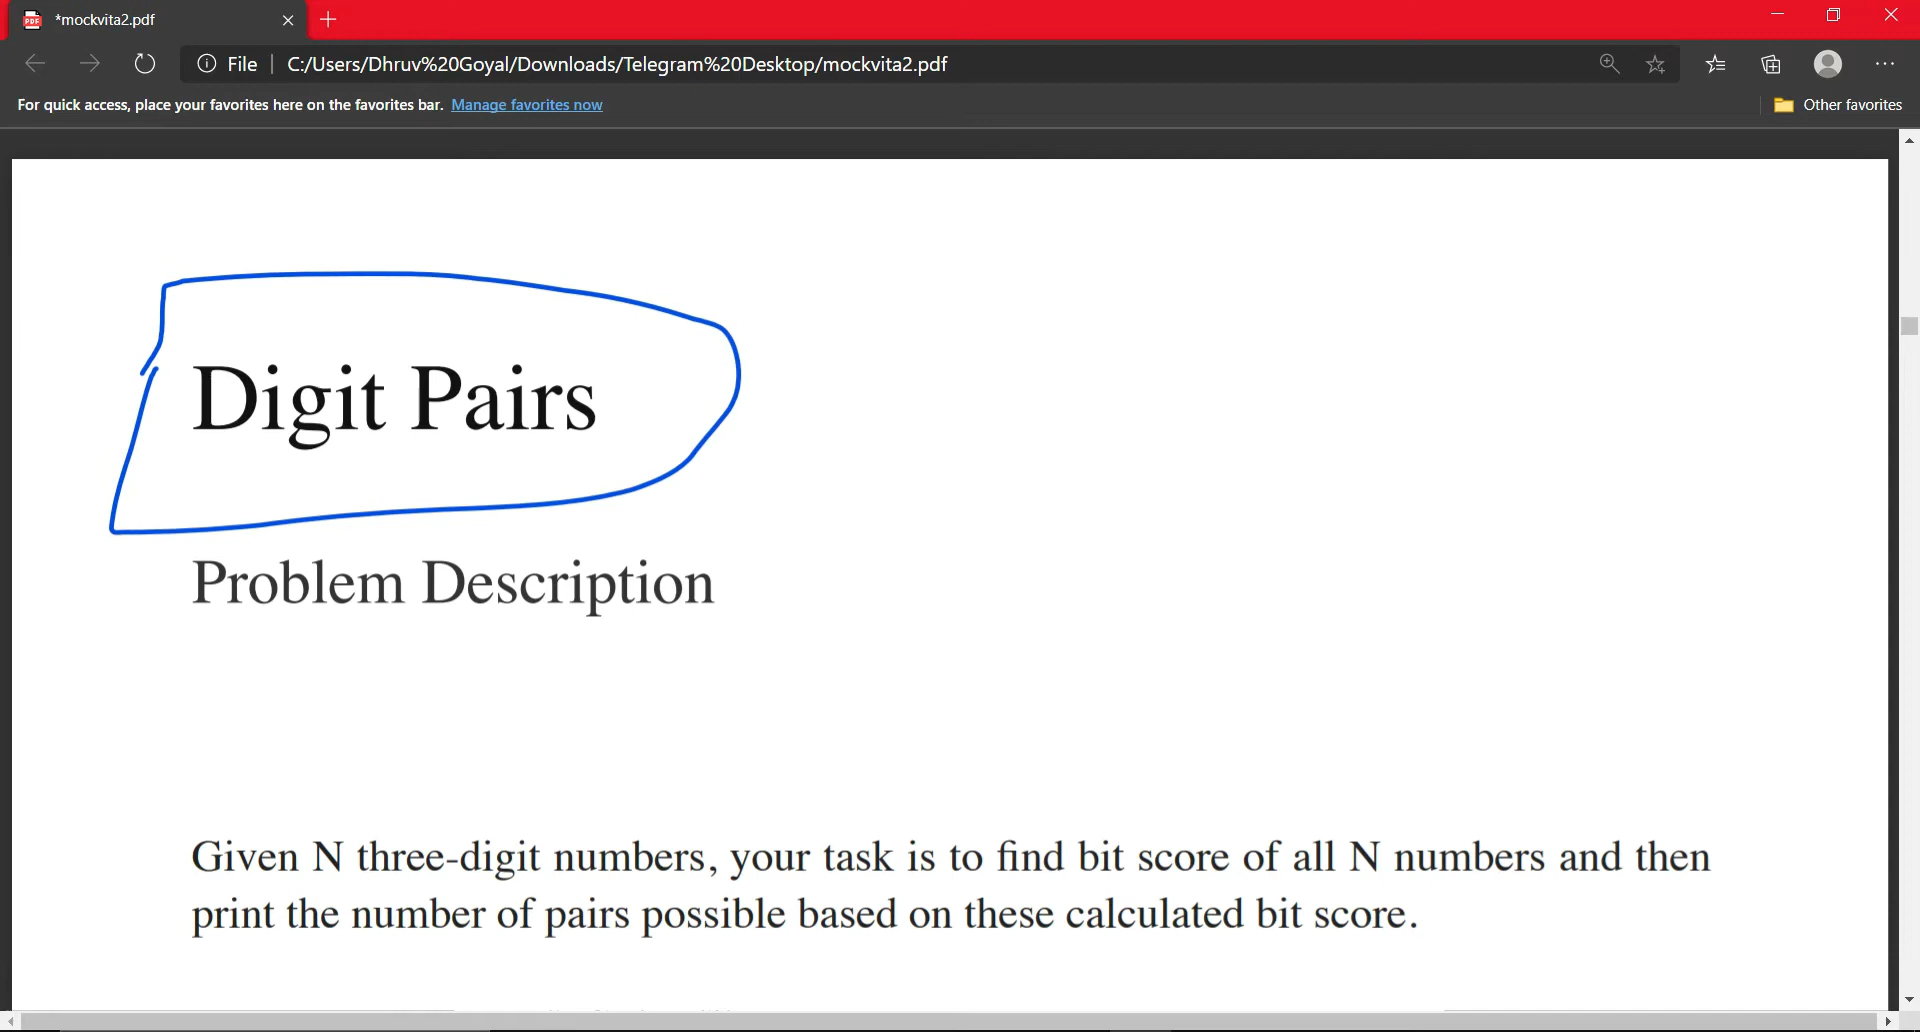 *mockvita2.pdf
File | C:/Users/Dhruv%20Goyal/Downloads/Telegram%20Desktop/mockvita2.pdf
For quick access, place your favorites here on the favorites bar. Manage favorites now
Other favorites
Digit Pairs
Problem Description
Given N three-digit numbers, your task is to find bit score of all N numbers and then
print the number of pairs possible based on these calculated bit score.